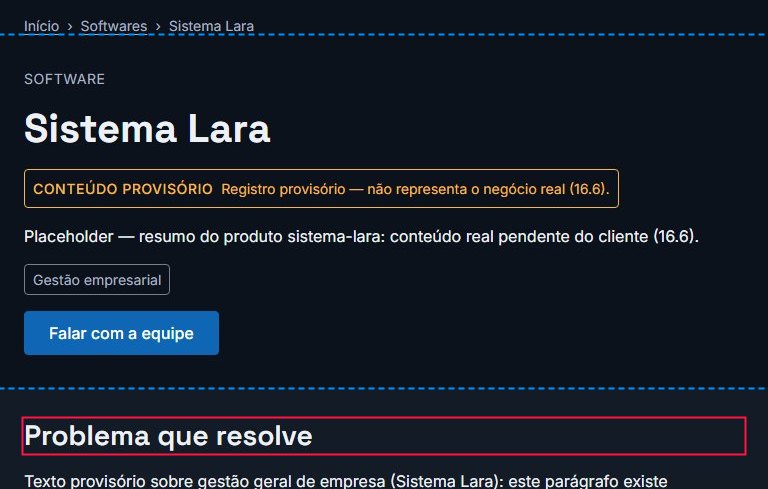 Início › Softwares › Sistema Lara
SOFTWARE
Sistema Lara
CONTEÚDO PROVISÓRIO Registro provisório — não representa o negócio real (16.6).
Placeholder — resumo do produto sistema-lara: conteúdo real pendente do cliente (16.6).
Gestão empresarial
Falar com a equipe
Problema que resolve
Texto provisório sobre gestão geral de empresa (Sistema Lara): este parágrafo existe